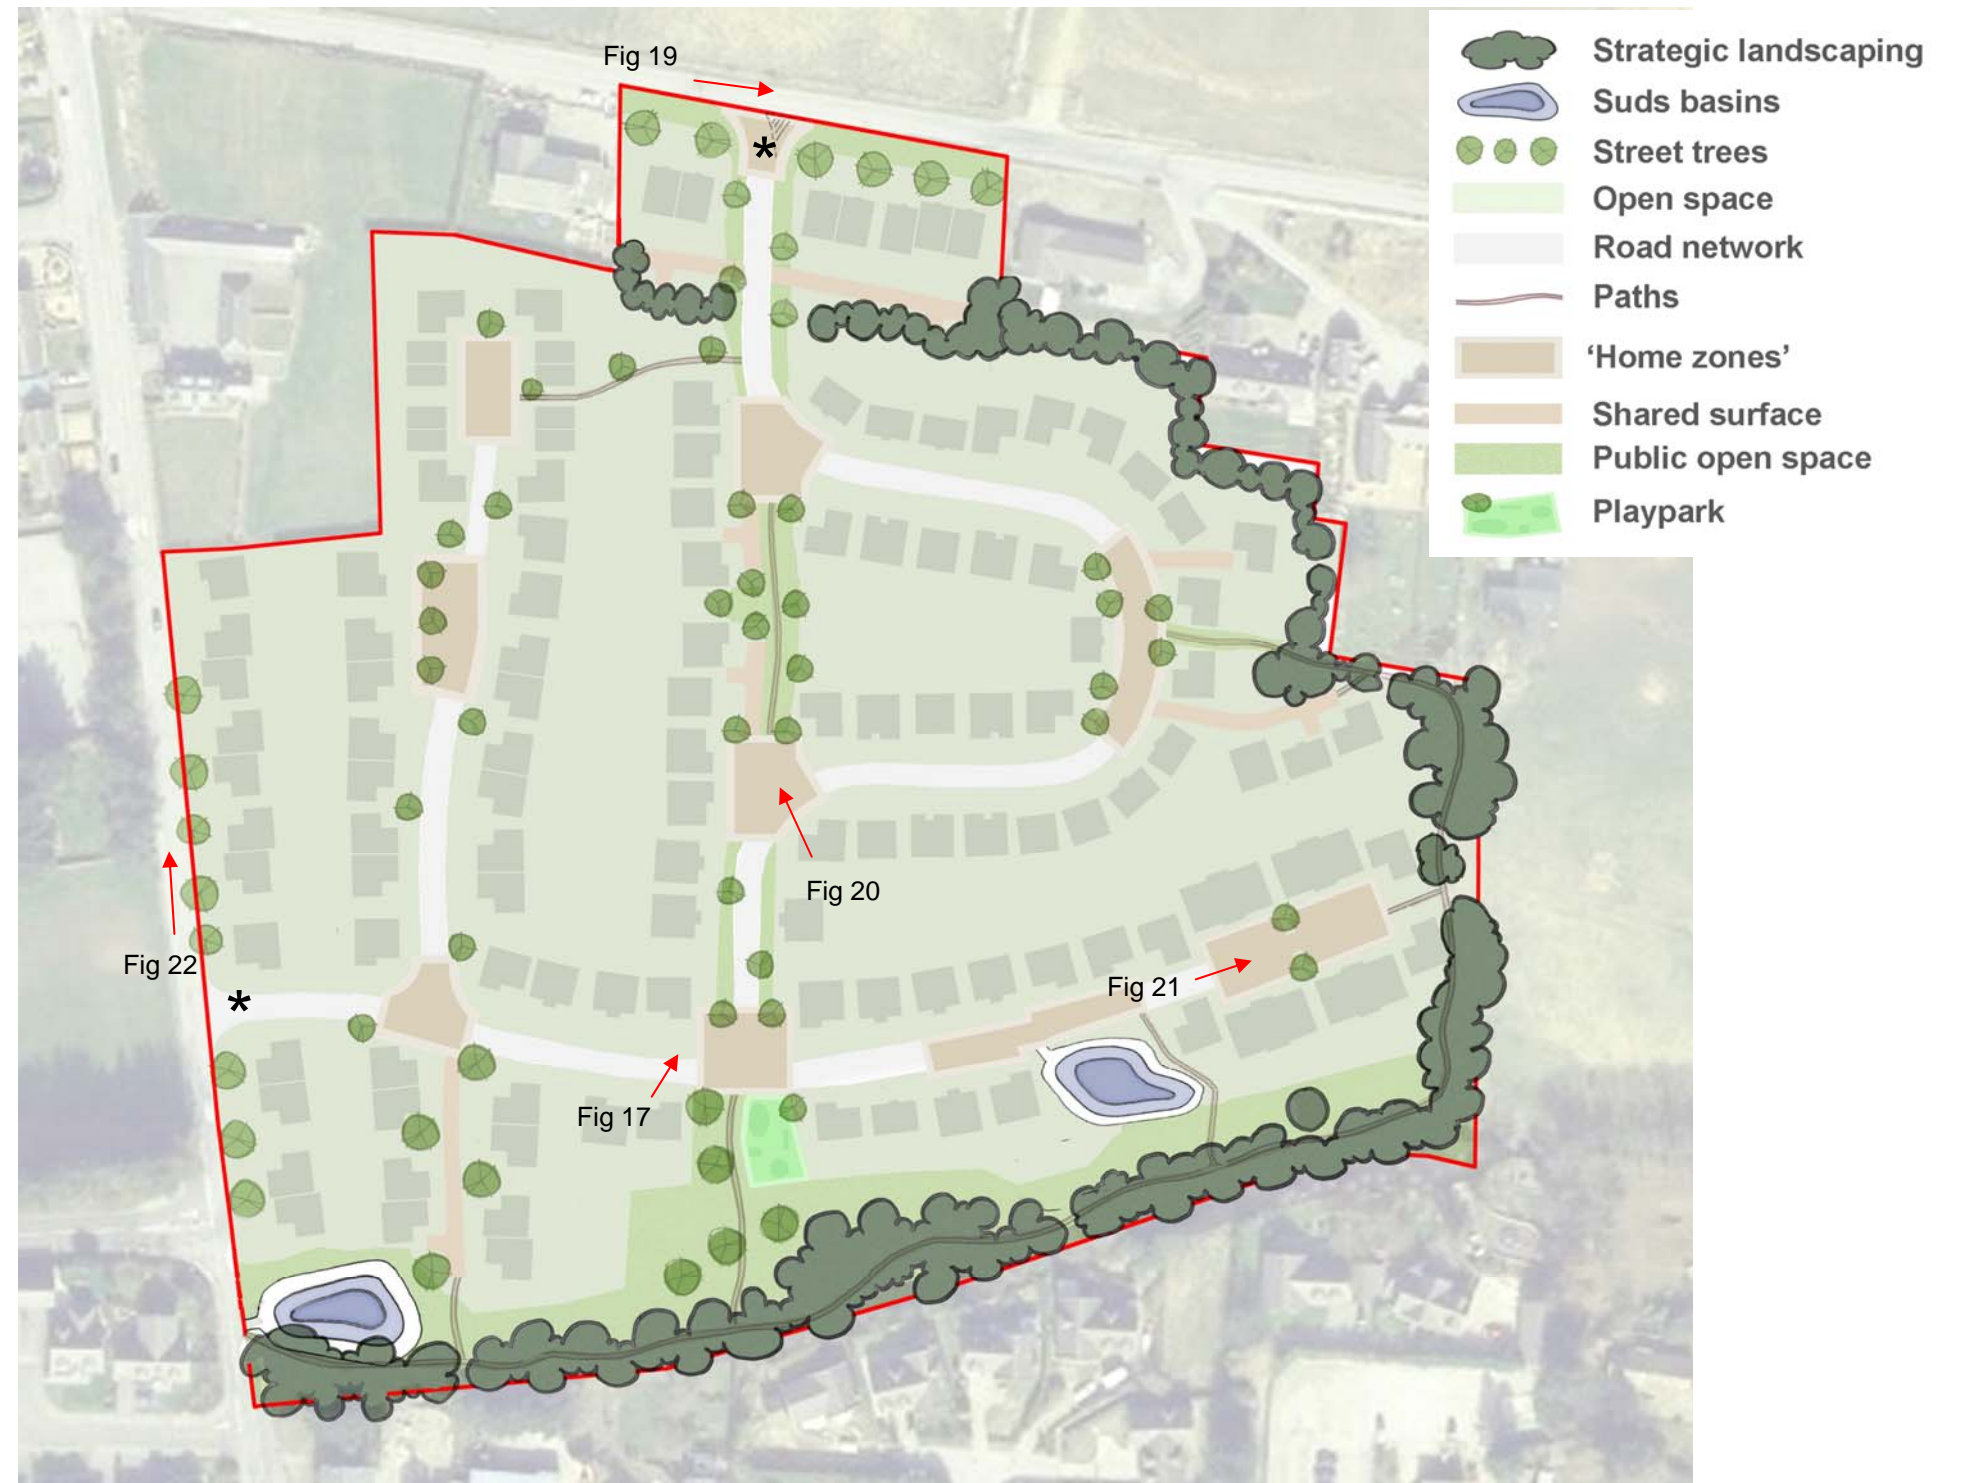 Fig 19
*
Strategic landscaping
Suds basins
Street trees
Open space
Road network
Paths
‘Home zones’
Shared surface
Public open space
Playpark
Fig 20
Fig 22
*
Fig 21
Fig 17